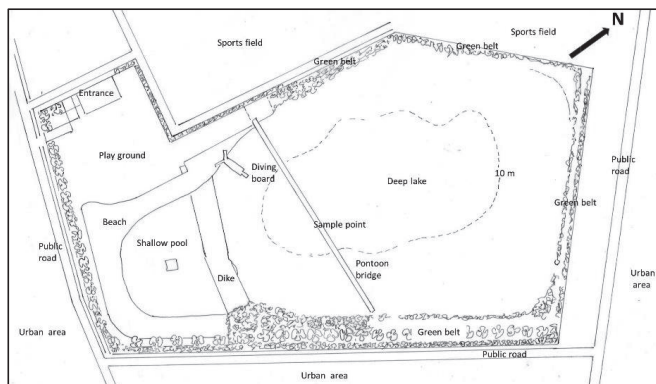 Sports field
Sports field
N
Green belt
Green belt
Entrance
Play ground
Diving
board
Deep lake
10 m
Public
road
Green belt
Beach
Sample point
Shallow pool
Public
road
Pontoon
bridge
Dike
Urban
area
Urban area
Green belt
Public road
Urban area